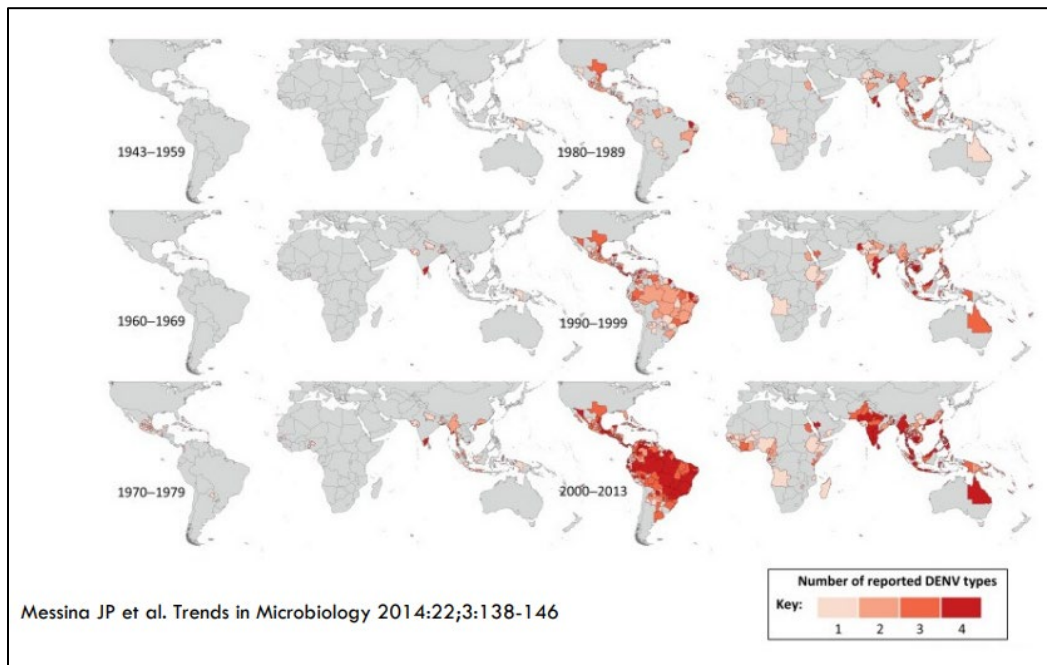 1943–1959
1980–1989
1960–1969
1990–1999
1970–1979
2000–2013
Messina JP et al. Trends in Microbiology 2014:22;3:138-146
Number of reported DENV types
Key:
1 2 3 4